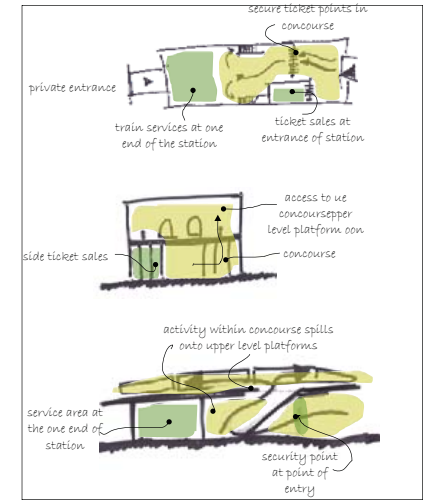 secure ticket points in
concourse
private entrance
train services at one
end of the station
ticket sales at
entrance of station
access to ue
concoursepper
level platform oon
side ticket sales
concourse
activity within concourse spills
onto upper level platforms
service area at
the one end of
station
security point
at point of
entry